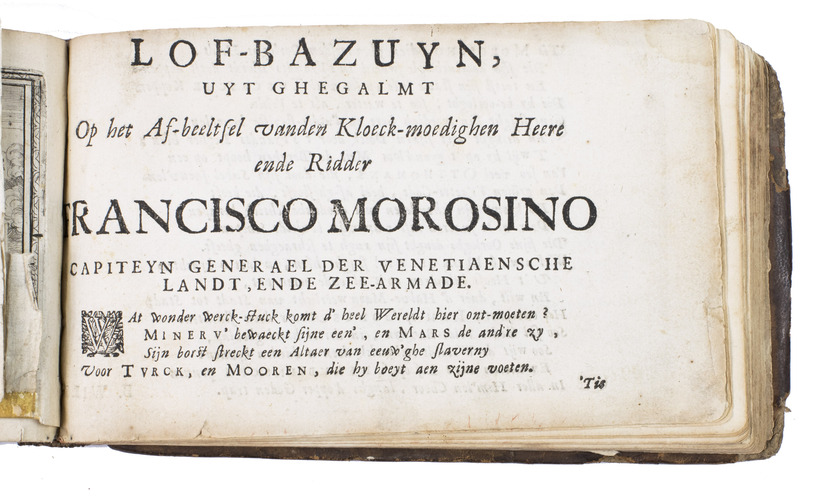 LOF-BAZUYN,
UYT GHEGALMT
Op het Af-beeltsel vanden Kloeck-moedighen Heere
ende Ridder
FRANCISCO MOROSINO
CAPITEYN GENERAEL DER VENETIAENSCHE
LANDT, ENDE ZEE-ARMADE.
WAt wonder werck-stuck komt d' heel Wereldt hier ont-moeten?
MINERV' bewaeckt sijne een', en MARS de and're zy,
Sijn borst streckt een Altaer van eeuw'ghe slaverny
Voor TVRCK, en MOOREN, die hy boeyt aen zijne voeten.
'Tis